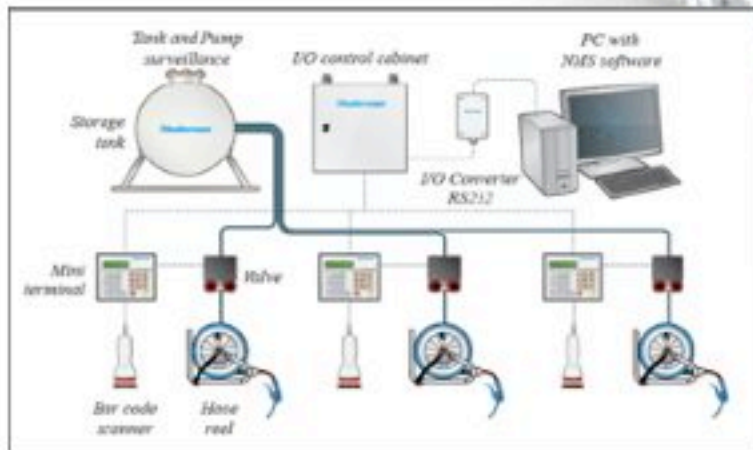 Tank and Pump
surveillance
I/O control cabinet
PC with
NMS software
Storage
tank
I/O Converter
RS232
Mini
terminal
Valve
Bar code
scanner
Hose
reel